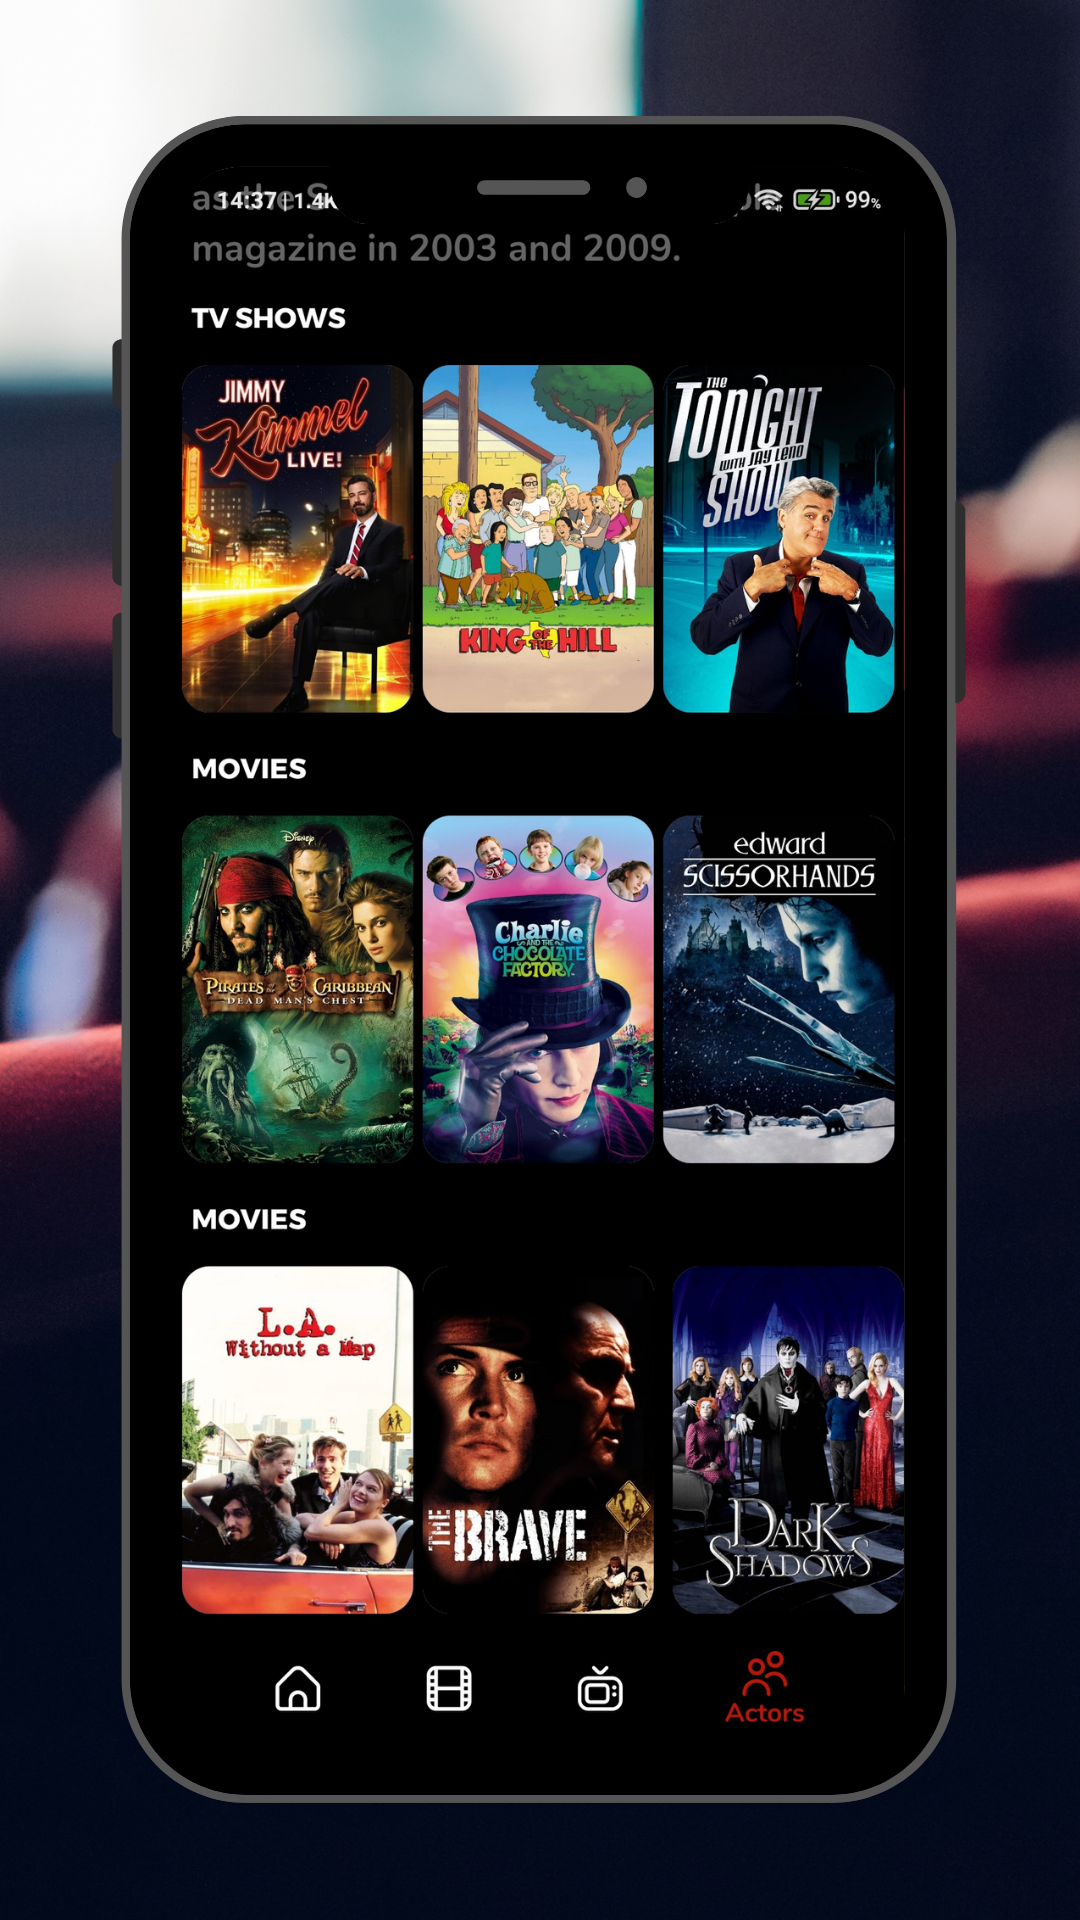 as the S
14:37 | 1.4K
99%
magazine in 2003 and 2009.
TV SHOWS
JIMMY
Kimmel
LIVE!
KING OF THE HILL
THE
TONIGHT
WITH JAY LENO
SHOW
MOVIES
Disney
PIRATES of the CARIBBEAN
DEAD MAN'S CHEST
Charlie
AND THE
CHOCOLATE
FACTORY
edward
SCISSORHANDS
MOVIES
L.A.
Without a Map
THE BRAVE
DARK
SHADOWS
Actors